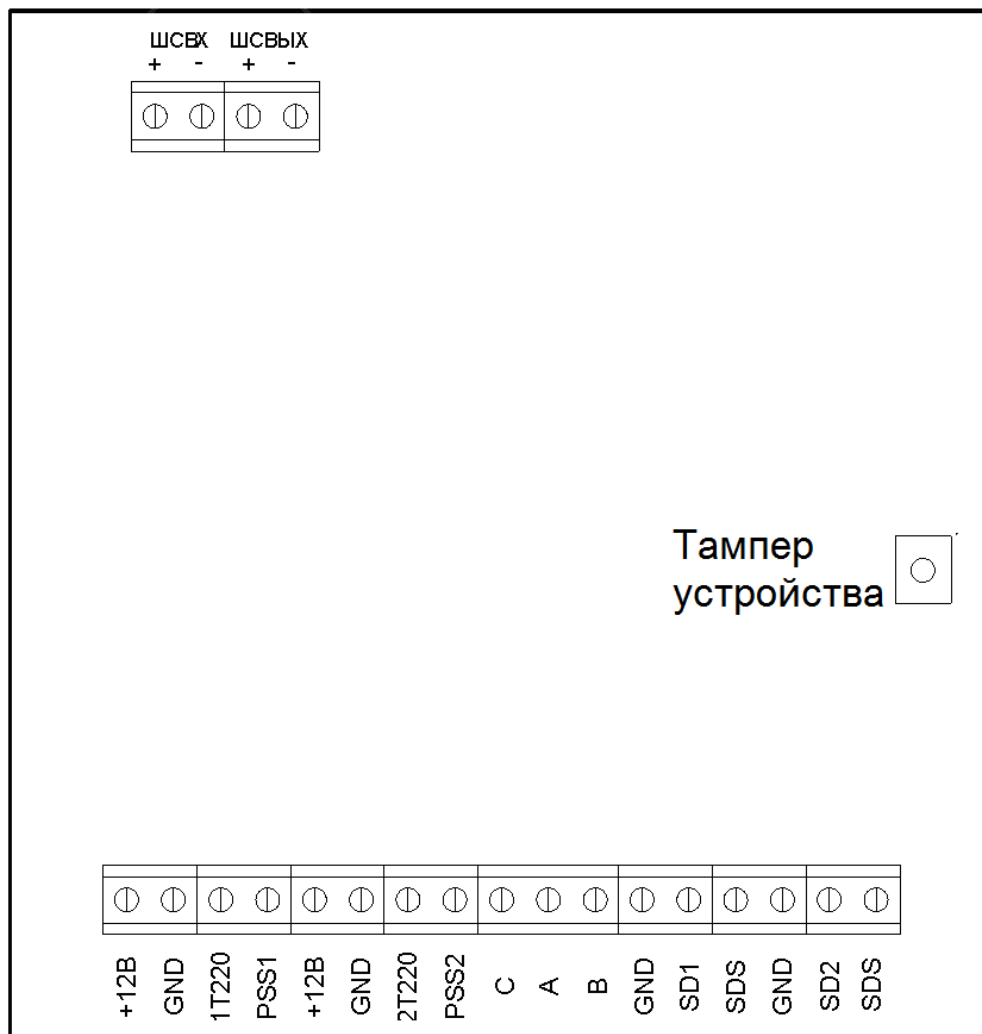 ШСВХ ШСВЫХ
+ - + -
Тампер
устройства
+12В GND 1T220 PSS1 +12В GND 2T220 PSS2 C A B GND SD1 SDS GND SD2 SDS